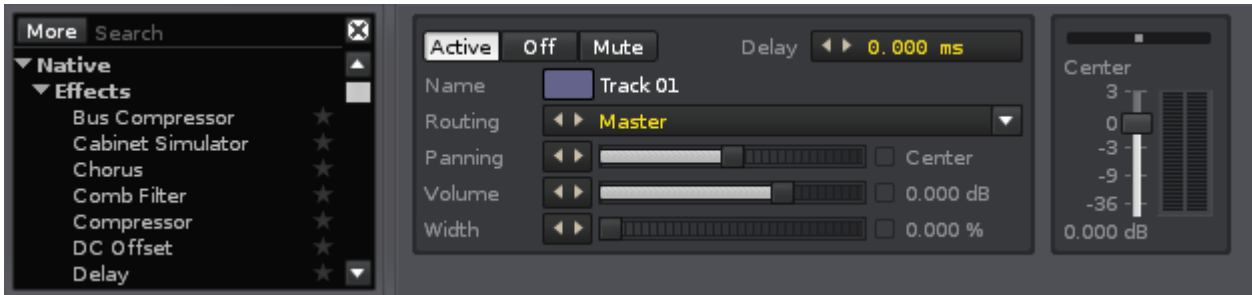 More Search
Native
Effects
Bus Compressor
Cabinet Simulator
Chorus
Comb Filter
Compressor
DC Offset
Delay
Active Off Mute Delay 0.000 ms
Name Track 01
Routing Master
Panning Center
Volume 0.000 dB
Width 0.000 %
Center
3
0
-3
-9
-36
0.000 dB